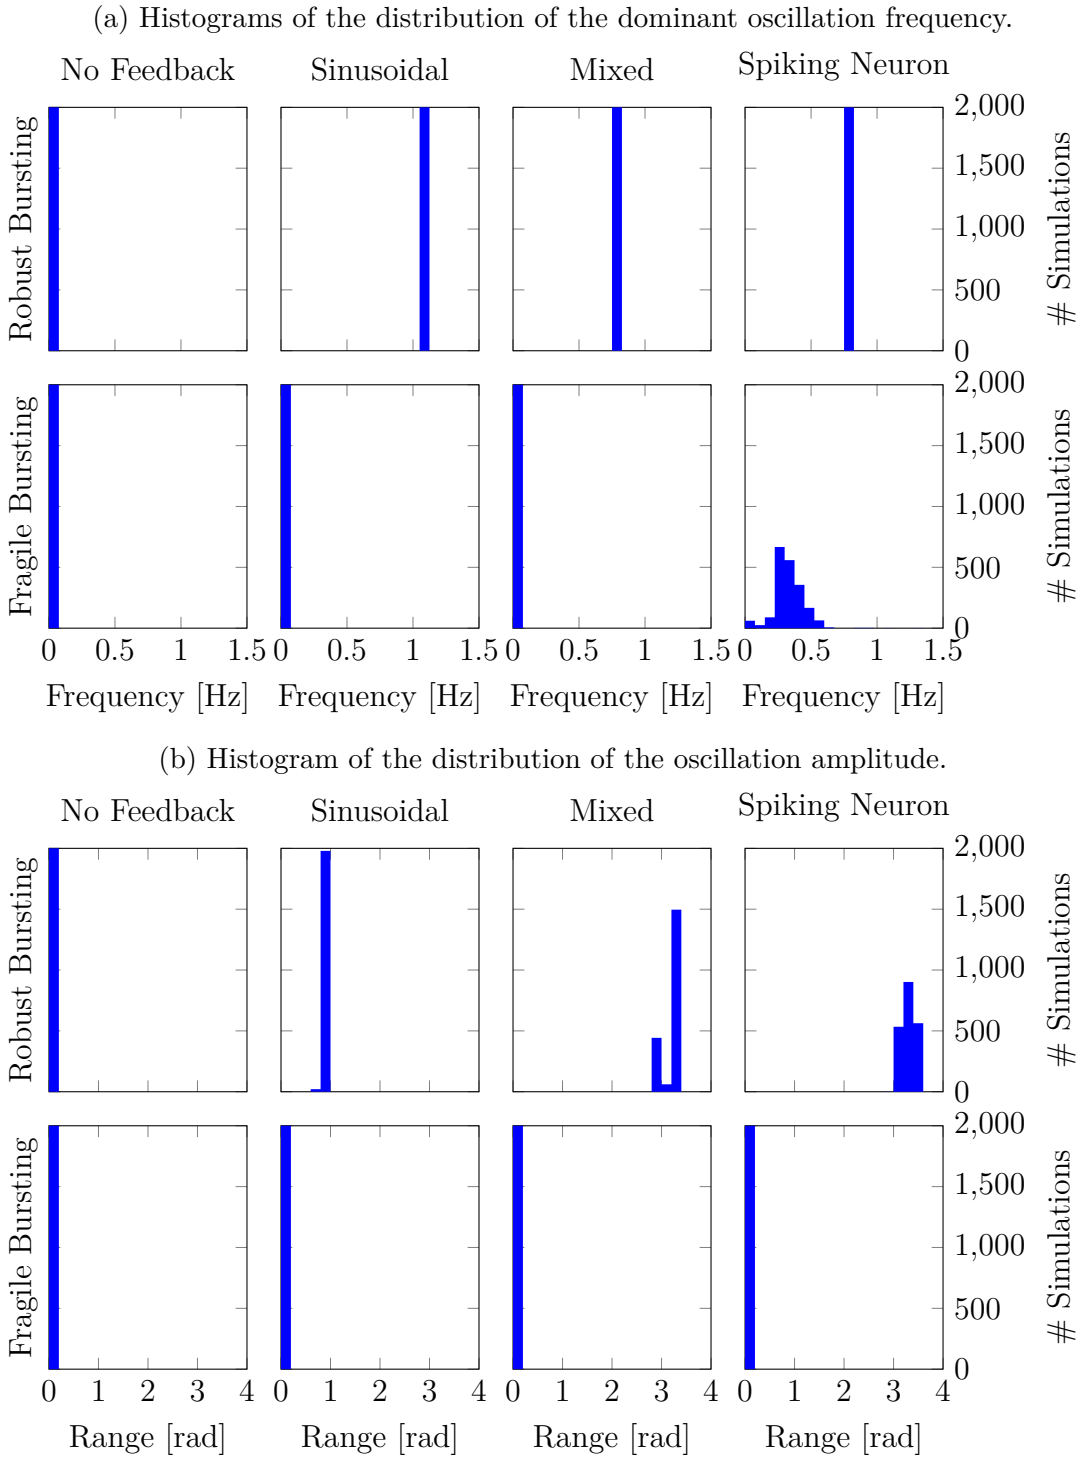 (a) Histograms of the distribution of the dominant oscillation frequency.
No Feedback Sinusoidal Mixed Spiking Neuron
Robust Bursting
2,000
1,500
1,000
500
0
# Simulations
Fragile Bursting
2,000
1,500
1,000
500
0
# Simulations
0 0.5 1 1.5 0 0.5 1 0 0.5 1 0 0.5 1 1.5
Frequency [Hz] Frequency [Hz] Frequency [Hz] Frequency [Hz]
(b) Histogram of the distribution of the oscillation amplitude.
No Feedback Sinusoidal Mixed Spiking Neuron
Robust Bursting
2,000
1,500
1,000
500
0
# Simulations
Fragile Bursting
2,000
1,500
1,000
500
0
# Simulations
0 1 2 3 4 0 1 2 3 4 0 1 2 3 4 0 1 2 3 4
Range [rad] Range [rad] Range [rad] Range [rad]